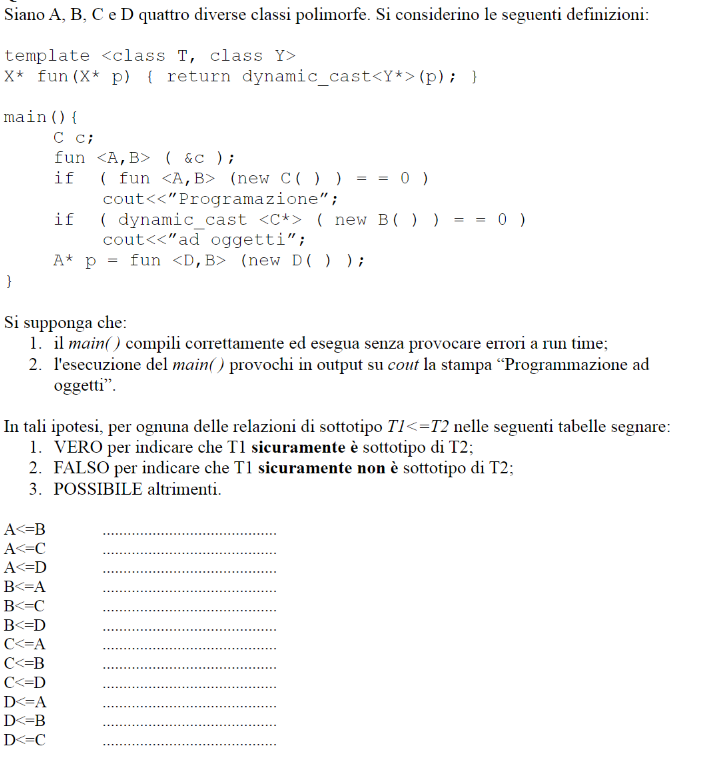 Siano A, B, C e D quattro diverse classi polimorfe. Si considerino le seguenti definizioni:
template <class T, class Y>
X* fun(X* p) { return dynamic_cast<Y*>(p); }
main(){
C c;
fun <A,B> ( &c );
if ( fun <A,B> (new C( ) ) = = 0 )
cout<<"Programazione";
if ( dynamic_cast <C*> ( new B( ) ) = = 0 )
cout<<"ad oggetti";
A* p = fun <D,B> (new D( ) );
}
Si supponga che:
1. il main( ) compili correttamente ed esegua senza provocare errori a run time;
2. l'esecuzione del main( ) provochi in output su cout la stampa “Programmazione ad
oggetti”.
In tali ipotesi, per ognuna delle relazioni di sottotipo T1<=T2 nelle seguenti tabelle segnare:
1. VERO per indicare che T1 sicuramente è sottotipo di T2;
2. FALSO per indicare che T1 sicuramente non è sottotipo di T2;
3. POSSIBILE altrimenti.
A<=B ............................................
A<=C ............................................
A<=D ............................................
B<=A ............................................
B<=C ............................................
B<=D ............................................
C<=A ............................................
C<=B ............................................
C<=D ............................................
D<=A ............................................
D<=B ............................................
D<=C ............................................